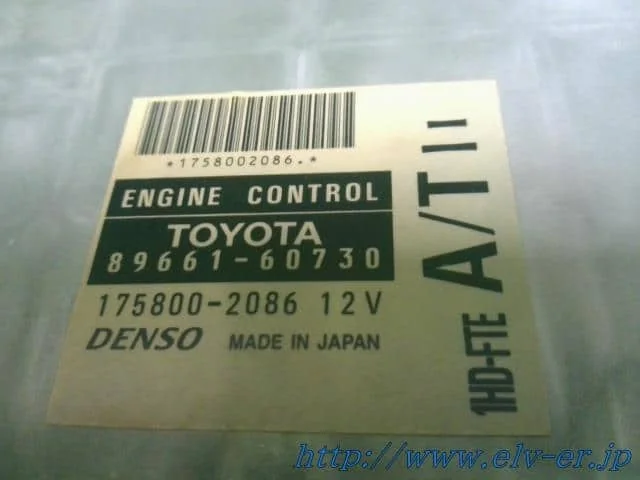 *1758002086.*
ENGINE CONTROL
TOYOTA
89661-60730
175800-2086 12V
DENSO MADE IN JAPAN
1HD-FTE A/T II
http://www.elv-er.jp